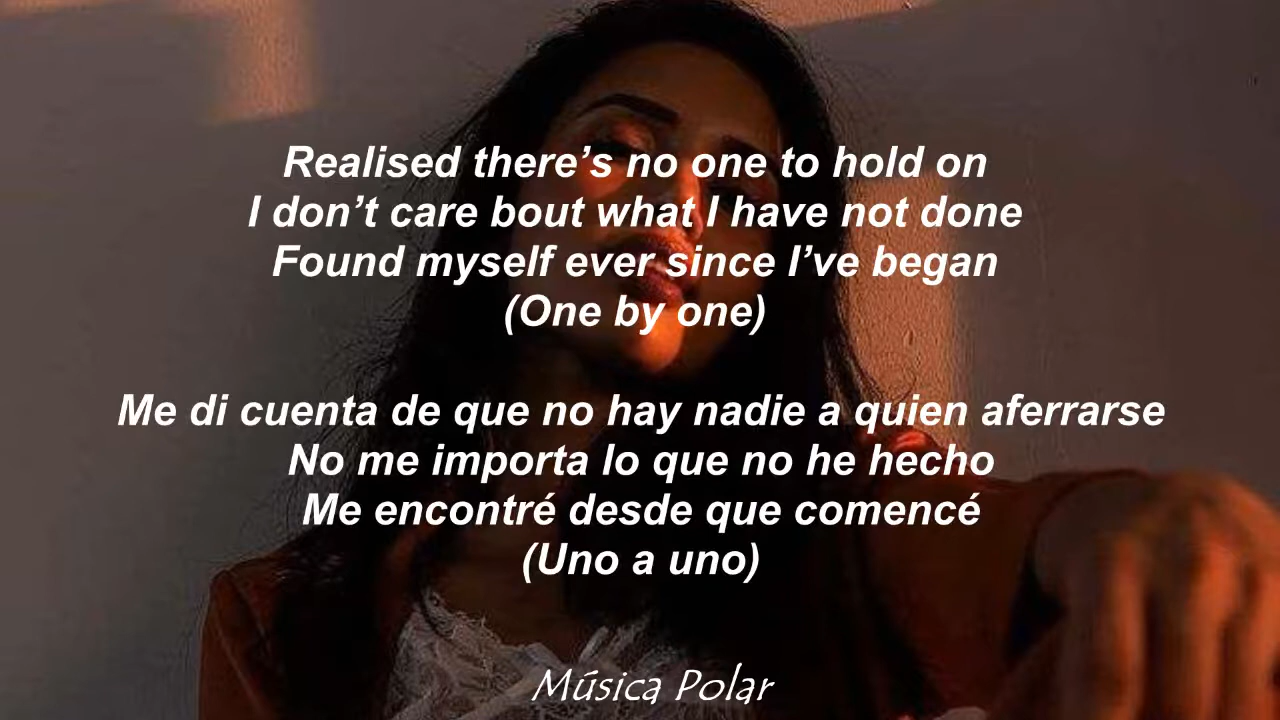 Realised there’s no one to hold on
I don’t care bout what I have not done
Found myself ever since I’ve began
(One by one)
Me di cuenta de que no hay nadie a quien aferrarse
No me importa lo que no he hecho
Me encontré desde que comencé
(Uno a uno)
Música Polar